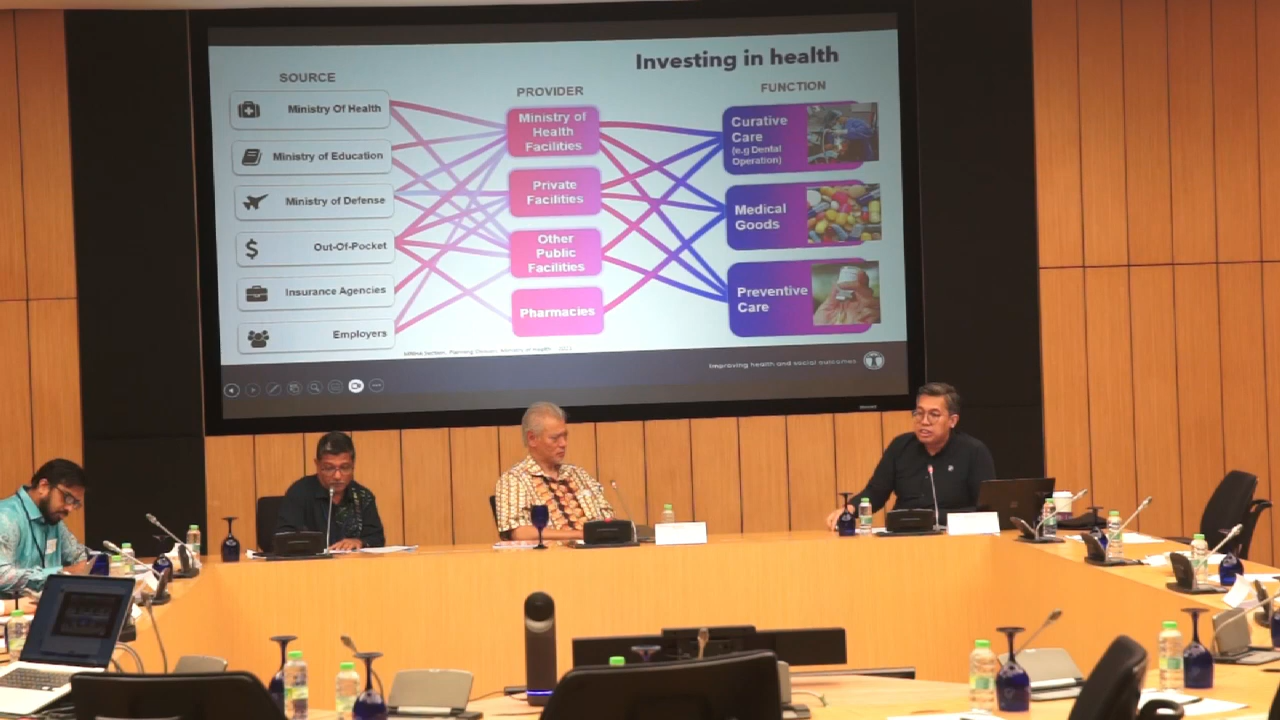 Investing in health
SOURCE
PROVIDER
FUNCTION
Ministry Of Health
Ministry of Education
Ministry of Defense
Out-Of-Pocket
Insurance Agencies
Employers
Ministry of
Health
Facilities
Private
Facilities
Other
Public
Facilities
Pharmacies
Curative
Care
(e.g Dental
Operation)
Medical
Goods
Preventive
Care
Improving health and social outcomes